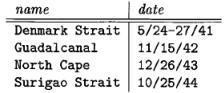 name date
Denmark Strait 5/24-27/41
Guadalcanal 11/15/42
North Cape 12/26/43
Surigao Strait 10/25/44